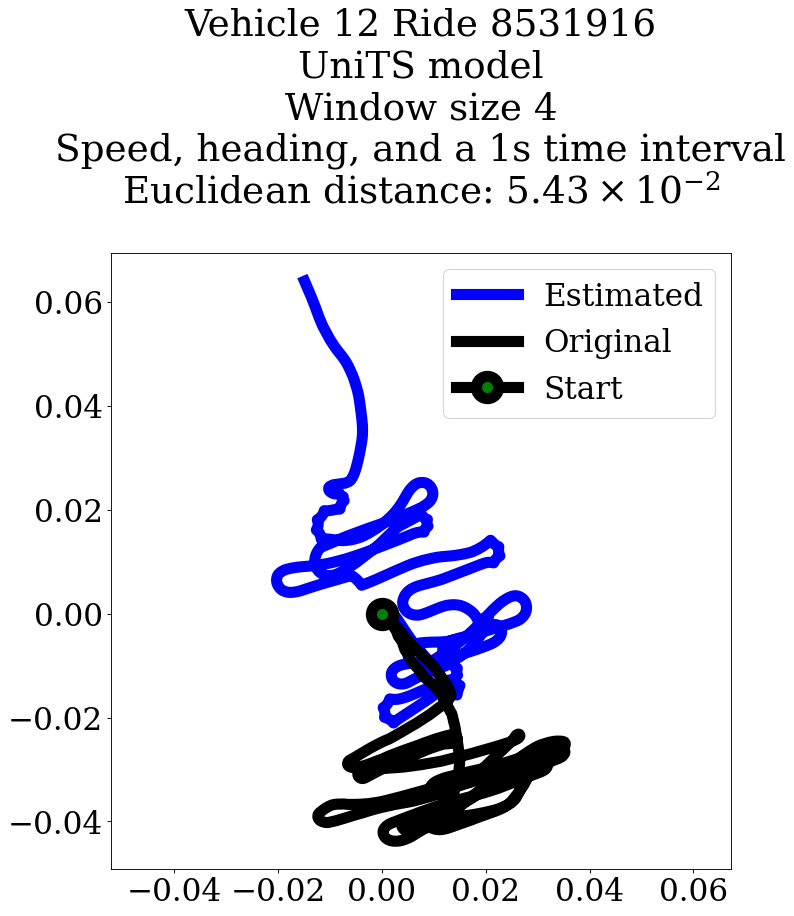 Vehicle 12 Ride 8531916
UniTS model
Window size 4
Speed, heading, and a 1s time interval
Euclidean distance: 5.43 × 10⁻²
Estimated
Original
Start
0.06
0.04
0.02
0.00
−0.02
−0.04
−0.04 −0.02 0.00 0.02 0.04 0.06